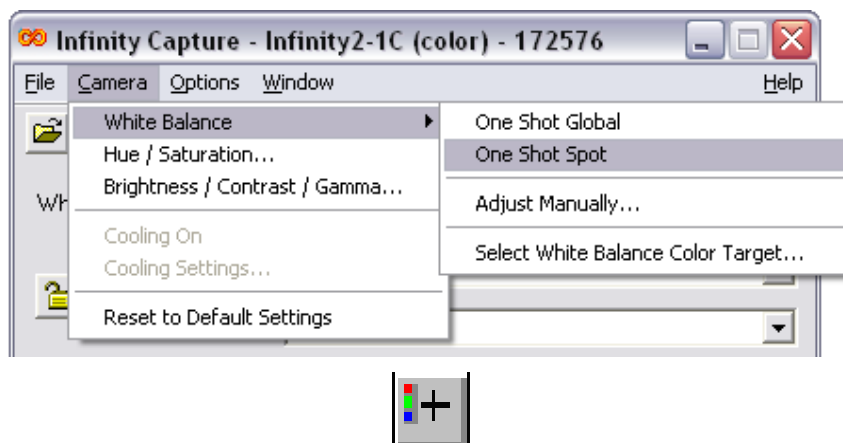 Infinity Capture - Infinity2-1C (color) - 172576
File Camera Options Window Help
White Balance
One Shot Global
Hue / Saturation...
One Shot Spot
Brightness / Contrast / Gamma...
Adjust Manually...
Cooling On
Select White Balance Color Target...
Cooling Settings...
Reset to Default Settings